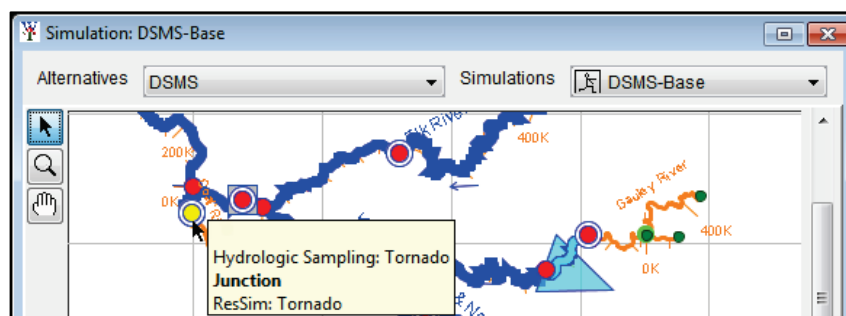 Simulation: DSMS-Base
Alternatives DSMS Simulations DSMS-Base
Elk River
200K
400K
Gauley River
0K
400K
0K
Hydrologic Sampling: Tornado
Junction
ResSim: Tornado